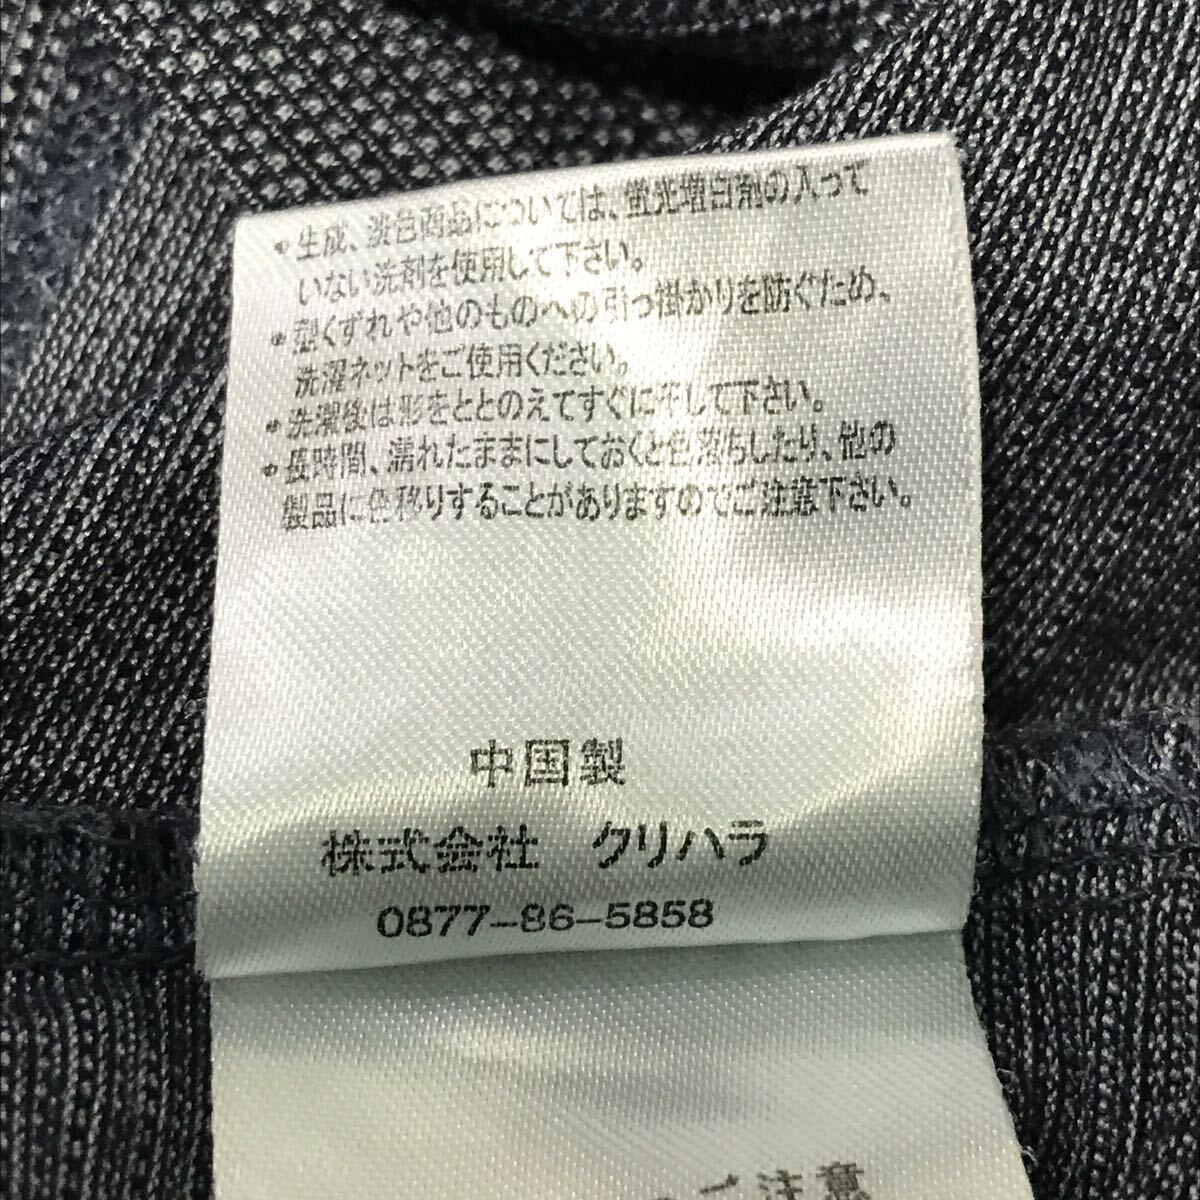 •生成、淡色商品については、蛍光増白剤の入って
いない洗剤を使用して下さい。
•型くずれや他のものへの引っ掛かりを防ぐため、
洗濯ネットをご使用ください。
•洗濯後は形をととのえてすぐに干して下さい。
•長時間、濡れたままにしておくと色落ちしたり、他の
製品に色移りすることがありますのでご注意下さい。
中国製
株式会社 クリハラ
0877-86-5858
ご注意